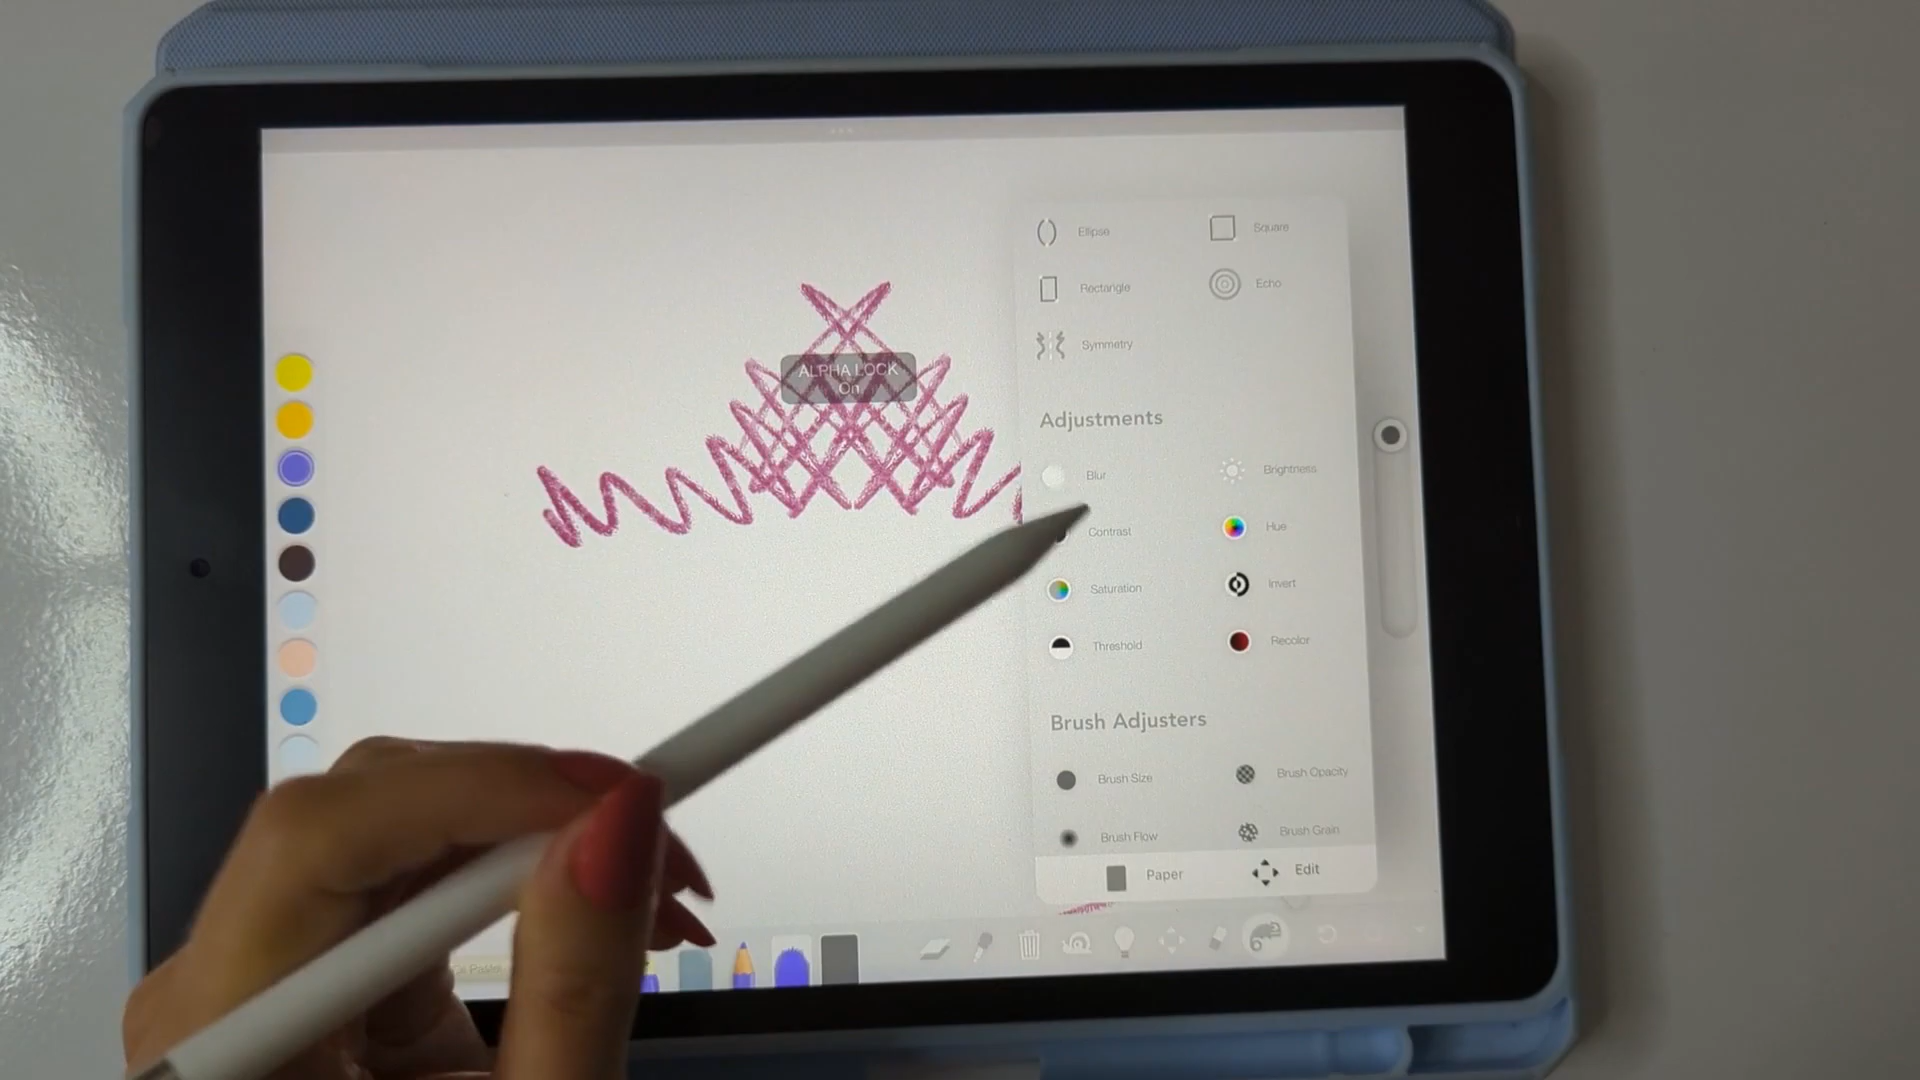 Ellipse
Square
Rectangle
Echo
Symmetry
ALPHA LOCK
On
Adjustments
Blur
Brightness
Contrast
Hue
Saturation
Invert
Threshold
Recolor
Brush Adjusters
Brush Size
Brush Opacity
Brush Flow
Brush Grain
Paper
Edit